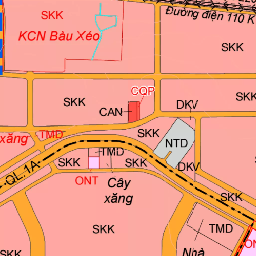 SKK
Đường điện 110 K
KCN Bàu Xéo
SKK
CQP
SKK
CAN
DKV
SKK
xăng
TMD
SKK
NTD
QL.1A
SKK
TMD
SKK
DKV
ONT
Cây
xăng
SKK
SKK
TMD
Nhà